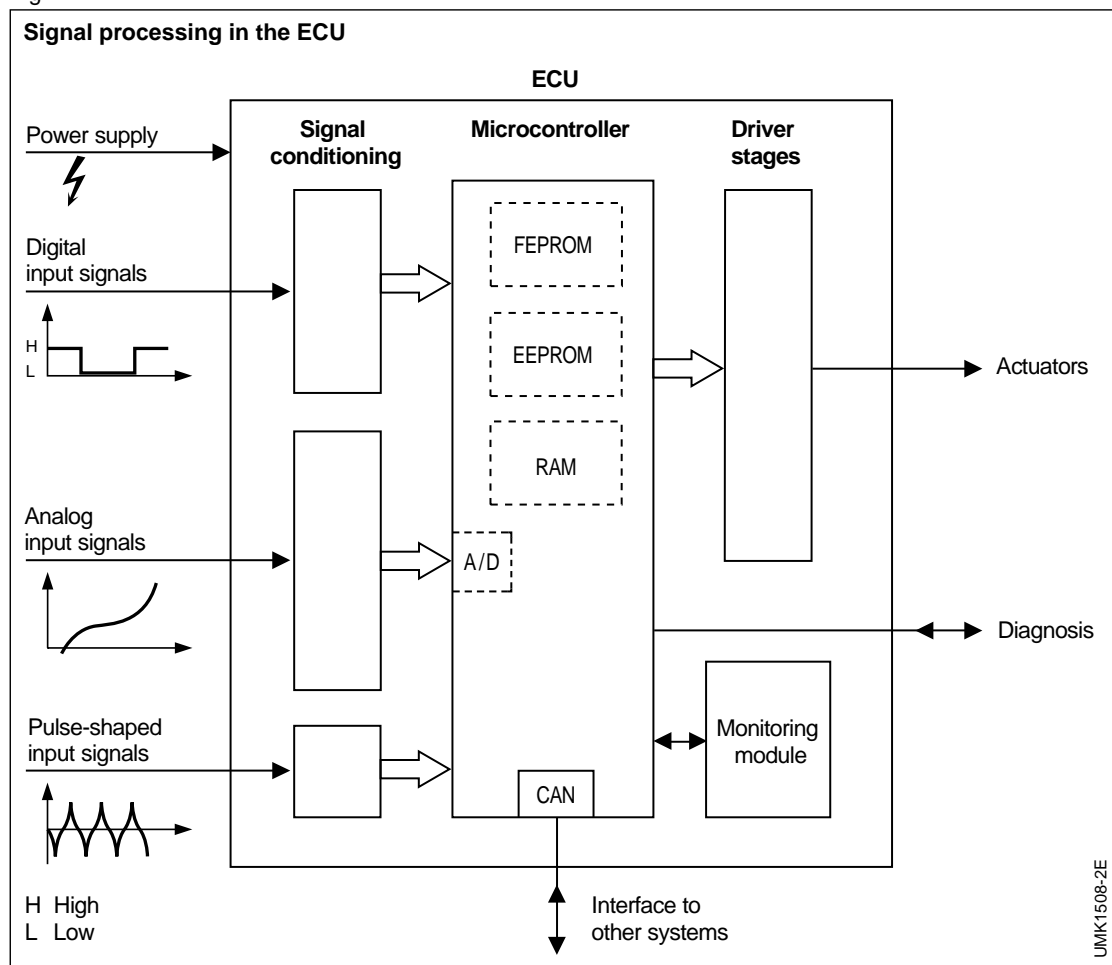 Signal processing in the ECU
ECU
Power supply
Signal
conditioning
Microcontroller
Driver
stages
Digital
input signals
H
L
FEPROM
EEPROM
RAM
Actuators
Analog
input signals
A/D
Diagnosis
Pulse-shaped
input signals
Monitoring
module
CAN
H High
L Low
Interface to
other systems
UMK1508-2E